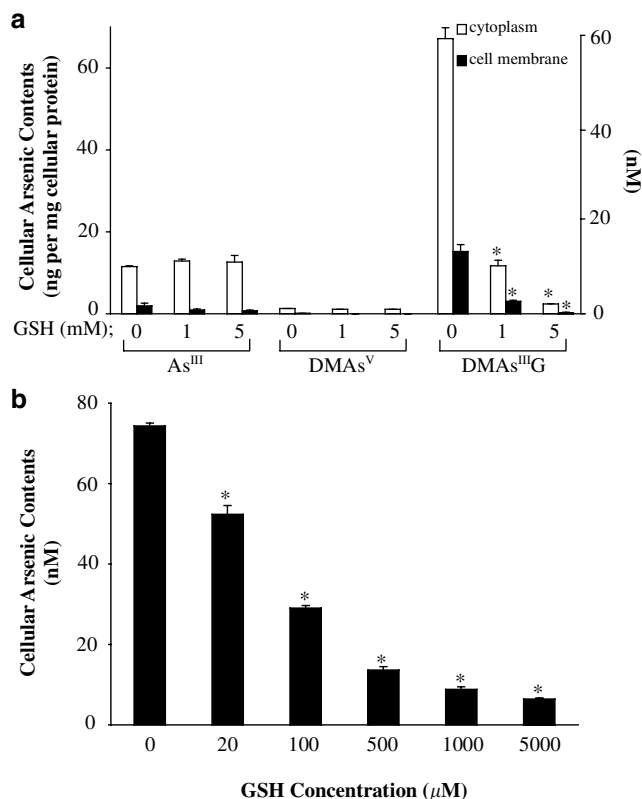 a
cytoplasm
cell membrane
Cellular Arsenic Contents
(ng per mg cellular protein)
60
40
20
0
60
40
20
0
(nM)
* * * *
GSH (mM); 0 1 5 0 1 5 0 1 5
As^III DMAs^V DMAs^III G
b
Cellular Arsenic Contents
(nM)
80
60
40
20
0
* * * * *
0 20 100 500 1000 5000
GSH Concentration (μM)